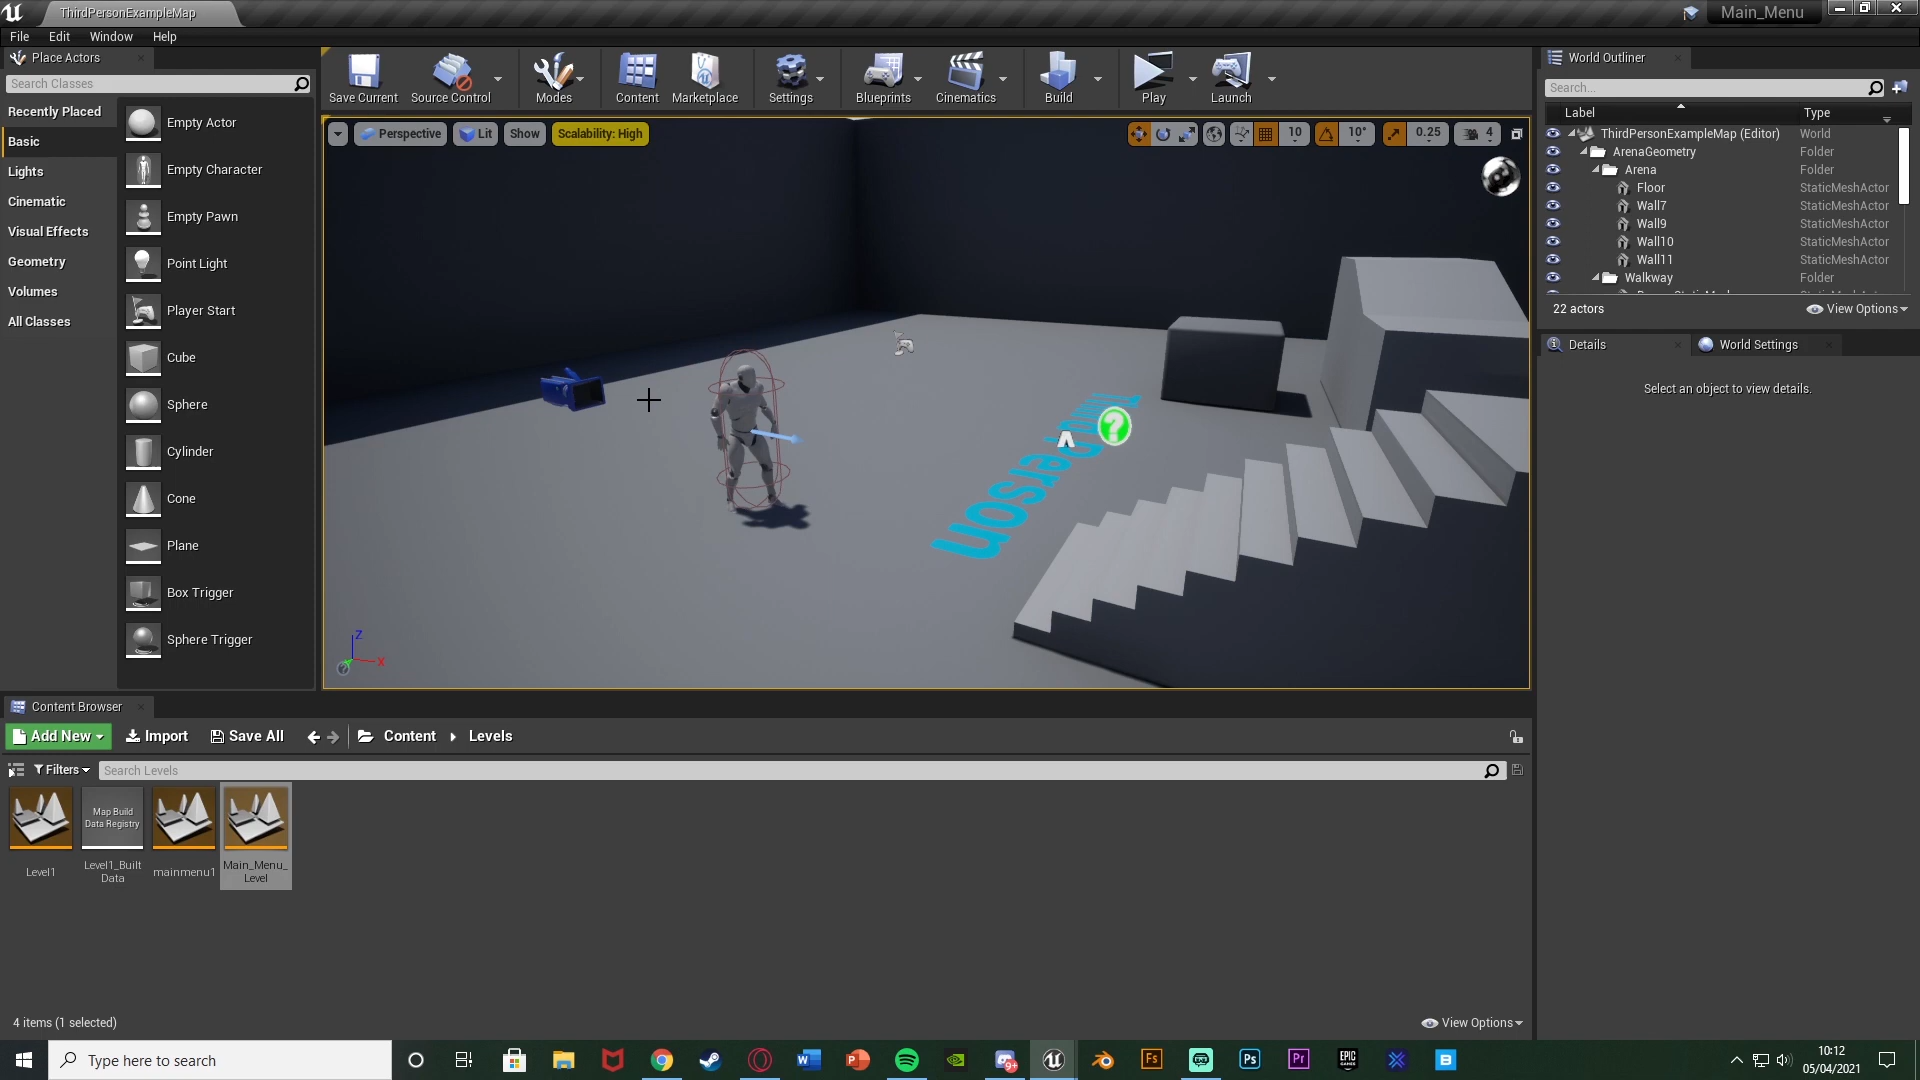 ThirdPersonExampleMap
Main_Menu
File Edit Window Help
Place Actors
Search Classes
Recently Placed
Basic
Lights
Cinematic
Visual Effects
Geometry
Volumes
All Classes
Empty Actor
Empty Character
Empty Pawn
Point Light
Player Start
Cube
Sphere
Cylinder
Cone
Plane
Box Trigger
Sphere Trigger
Save Current
Source Control
Modes
Content
Marketplace
Settings
Blueprints
Cinematics
Build
Play
Launch
Perspective
Lit
Show
Scalability: High
10
10°
0.25
4
Person
Z
X
World Outliner
Search...
Label Type
ThirdPersonExampleMap (Editor) World
ArenaGeometry Folder
Arena Folder
Floor StaticMeshActor
Wall7 StaticMeshActor
Wall9 StaticMeshActor
Wall10 StaticMeshActor
Wall11 StaticMeshActor
Walkway Folder
22 actors
View Options
Details
World Settings
Select an object to view details.
Content Browser
Add New
Import
Save All
Content
Levels
Filters
Search Levels
Level1
Map Build
Data Registry
Level1_Built
Data
mainmenu1
Main_Menu_
Level
4 items (1 selected)
View Options
Type here to search
9+
Fs
Ps
Pr
EPIC
GAMES
10:12
05/04/2021